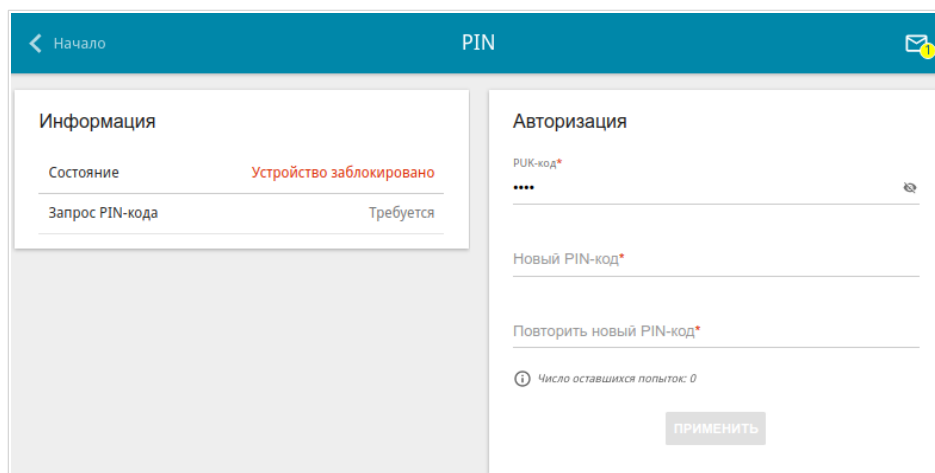 Начало
PIN
1
Информация
Состояние Устройство заблокировано
Запрос PIN-кода Требуется
Авторизация
PUK-код*
••••
Новый PIN-код*
Повторить новый PIN-код*
Число оставшихся попыток: 0
ПРИМЕНИТЬ